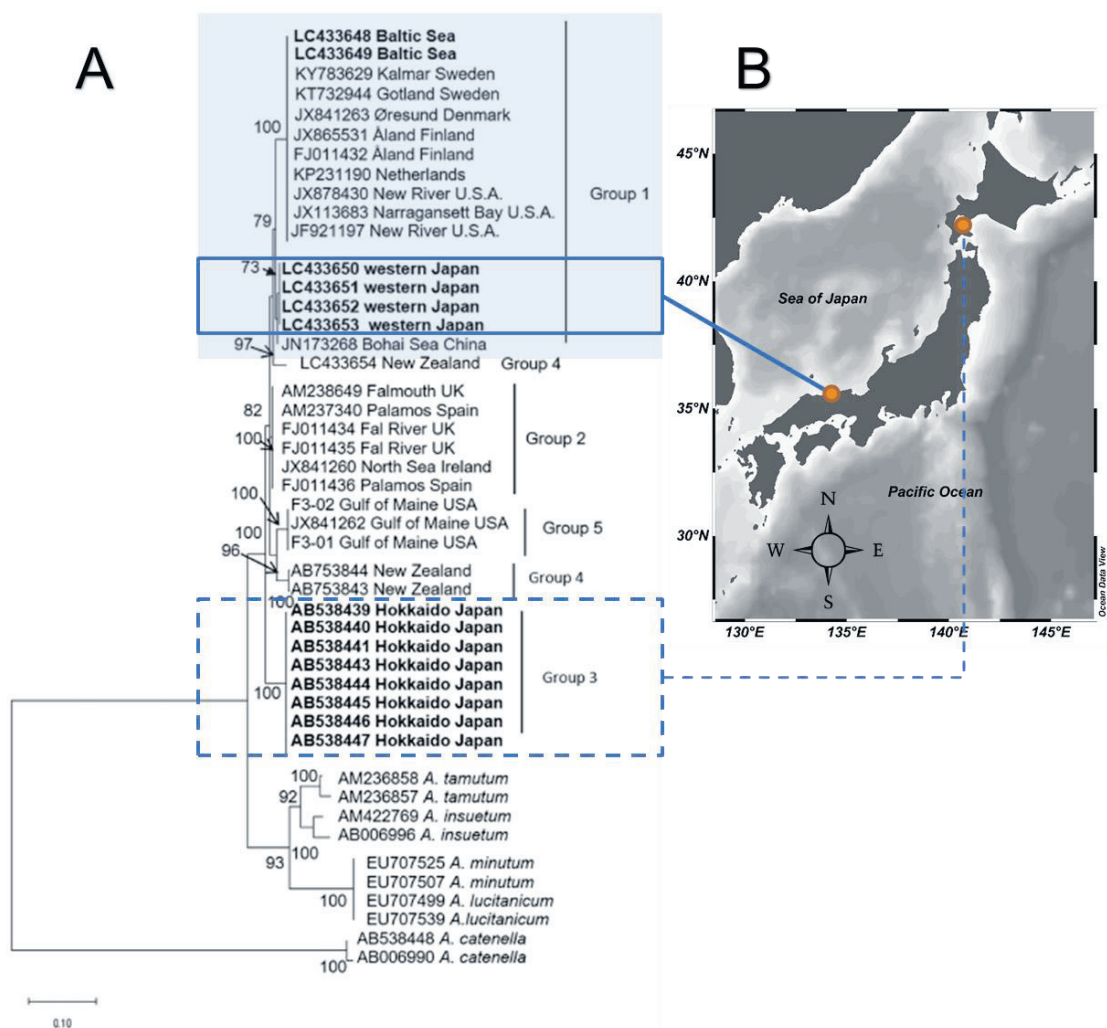 A
LC433648 Baltic Sea
LC433649 Baltic Sea
KY783629 Kalmar Sweden
KT732944 Gotland Sweden
JX841263 Øresund Denmark
JX865531 Åland Finland
FJ011432 Åland Finland
KP231190 Netherlands
JX878430 New River U.S.A.
JX113683 Narragansett Bay U.S.A.
JF921197 New River U.S.A.
Group 1
100
79
73
LC433650 western Japan
LC433651 western Japan
LC433652 western Japan
LC433653 western Japan
JN173268 Bohai Sea China
97
LC433654 New Zealand
Group 4
AM238649 Falmouth UK
AM237340 Palamos Spain
FJ011434 Fal River UK
FJ011435 Fal River UK
JX841260 North Sea Ireland
FJ011436 Palamos Spain
Group 2
82
100
100
F3-02 Gulf of Maine USA
JX841262 Gulf of Maine USA
F3-01 Gulf of Maine USA
Group 5
100
96
AB753844 New Zealand
AB753843 New Zealand
Group 4
100
AB538439 Hokkaido Japan
AB538440 Hokkaido Japan
AB538441 Hokkaido Japan
AB538443 Hokkaido Japan
AB538444 Hokkaido Japan
AB538445 Hokkaido Japan
AB538446 Hokkaido Japan
AB538447 Hokkaido Japan
Group 3
100
100
AM236858 A. tamutum
AM236857 A. tamutum
92
AM422769 A. insuetum
AB006996 A. insuetum
100
93
EU707525 A. minutum
EU707507 A. minutum
EU707499 A. lucitanicum
EU707539 A.lucitanicum
100
AB538448 A. catenella
AB006990 A. catenella
100
0.10
B
45°N
40°N
35°N
30°N
Sea of Japan
Pacific Ocean
N
W
E
S
130°E
135°E
140°E
145°E
Ocean Data View